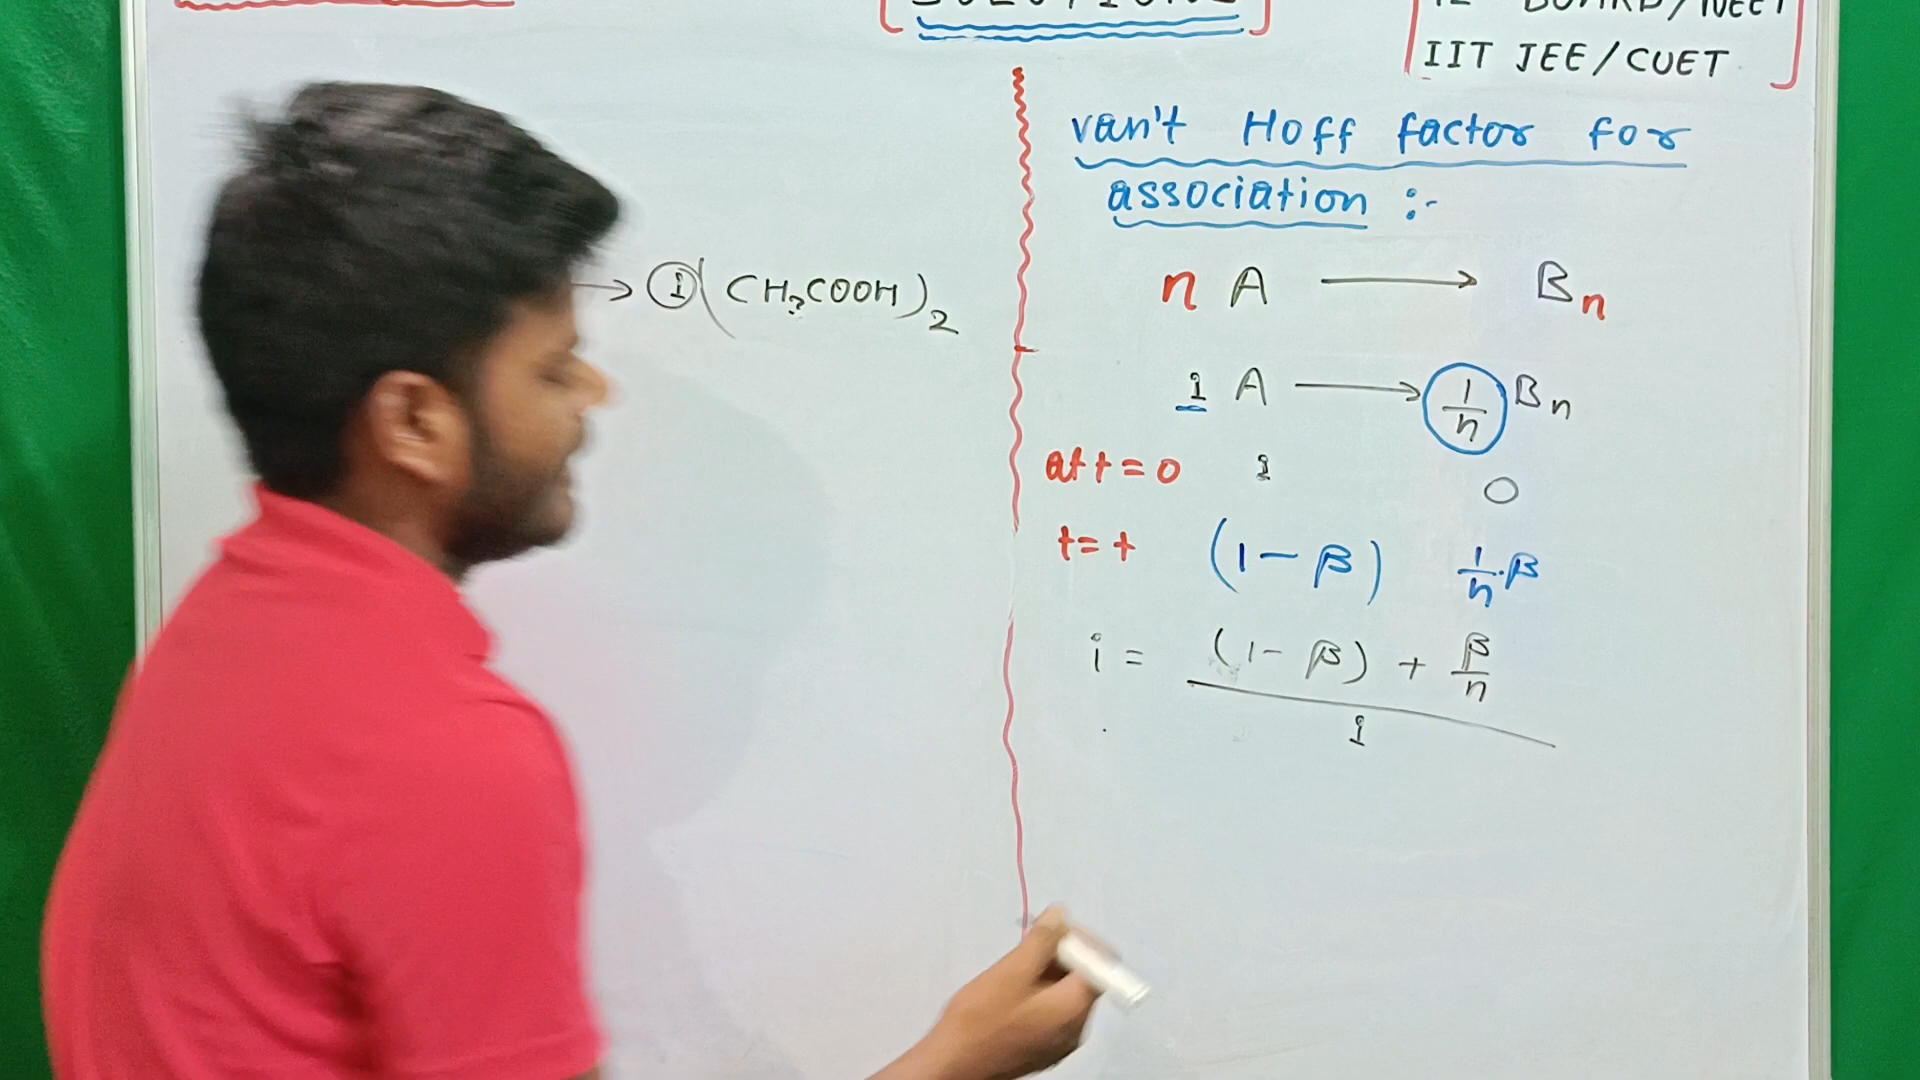 IIT JEE/CUET
van't Hoff factor for
association :-
→ 1 (CH3COOH)2
n A → Bn
1 A → 1/n Bn
at t = 0 1 0
t = t (1 - β) 1/n . β
i = (1 - β) + β/n
1